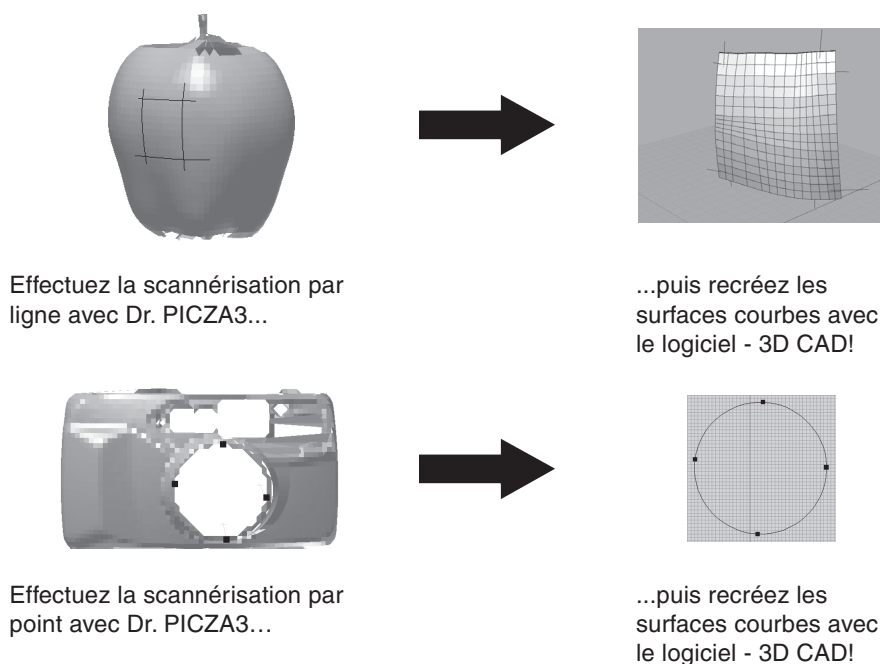 Effectuez la scannérisation par
ligne avec Dr. PICZA3...
...puis recréez les
surfaces courbes avec
le logiciel - 3D CAD!
Effectuez la scannérisation par
point avec Dr. PICZA3…
...puis recréez les
surfaces courbes avec
le logiciel - 3D CAD!